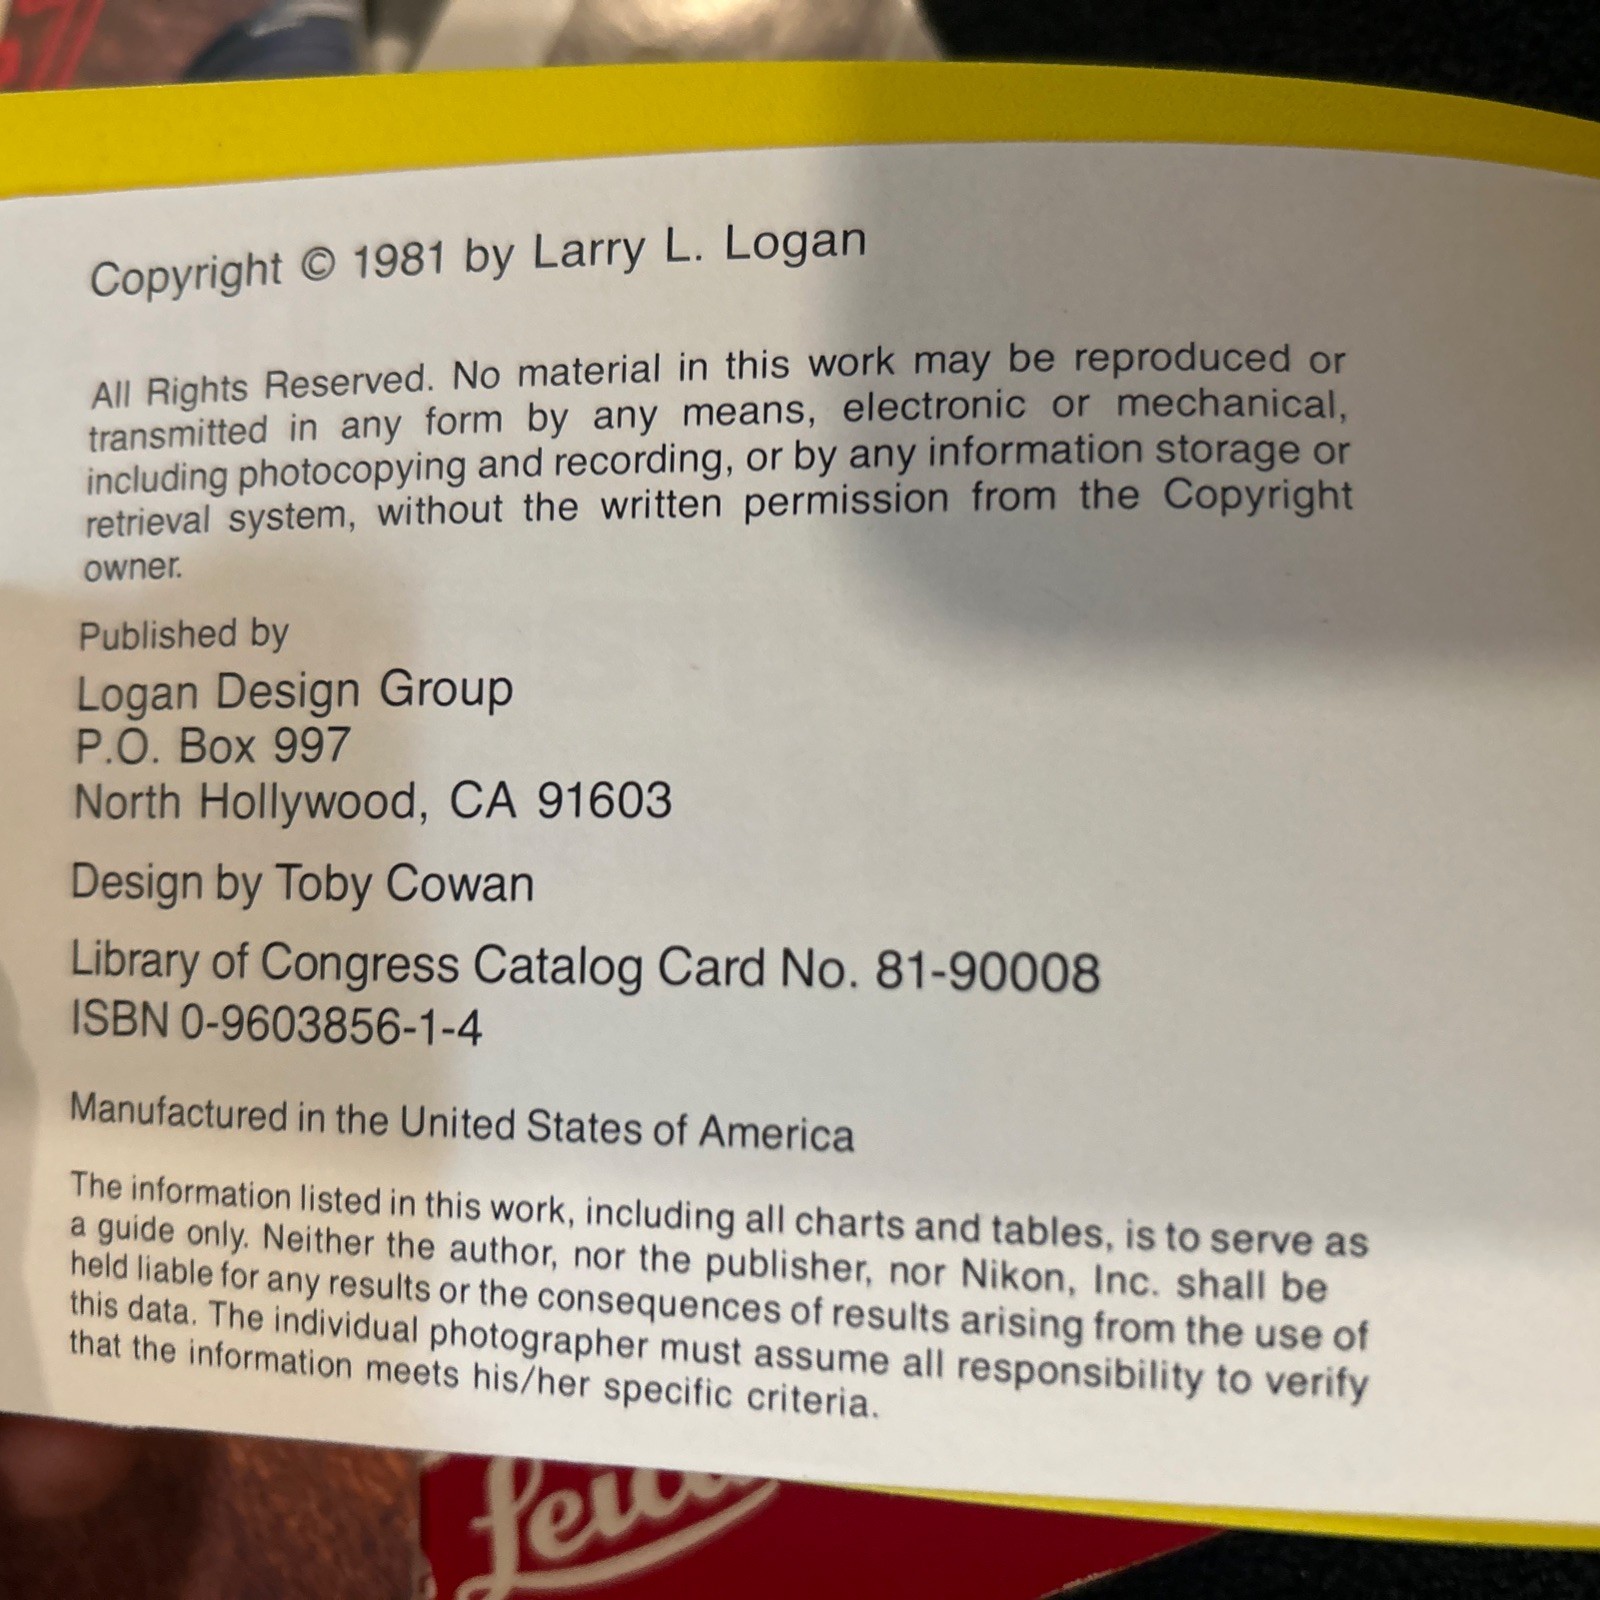 Copyright © 1981 by Larry L. Logan
All Rights Reserved. No material in this work may be reproduced or
transmitted in any form by any means, electronic or mechanical,
including photocopying and recording, or by any information storage or
retrieval system, without the written permission from the Copyright
owner.
Published by
Logan Design Group
P.O. Box 997
North Hollywood, CA 91603
Design by Toby Cowan
Library of Congress Catalog Card No. 81-90008
ISBN 0-9603856-1-4
Manufactured in the United States of America
The information listed in this work, including all charts and tables, is to serve as
a guide only. Neither the author, nor the publisher, nor Nikon, Inc. shall be
held liable for any results or the consequences of results arising from the use of
this data. The individual photographer must assume all responsibility to verify
that the information meets his/her specific criteria.